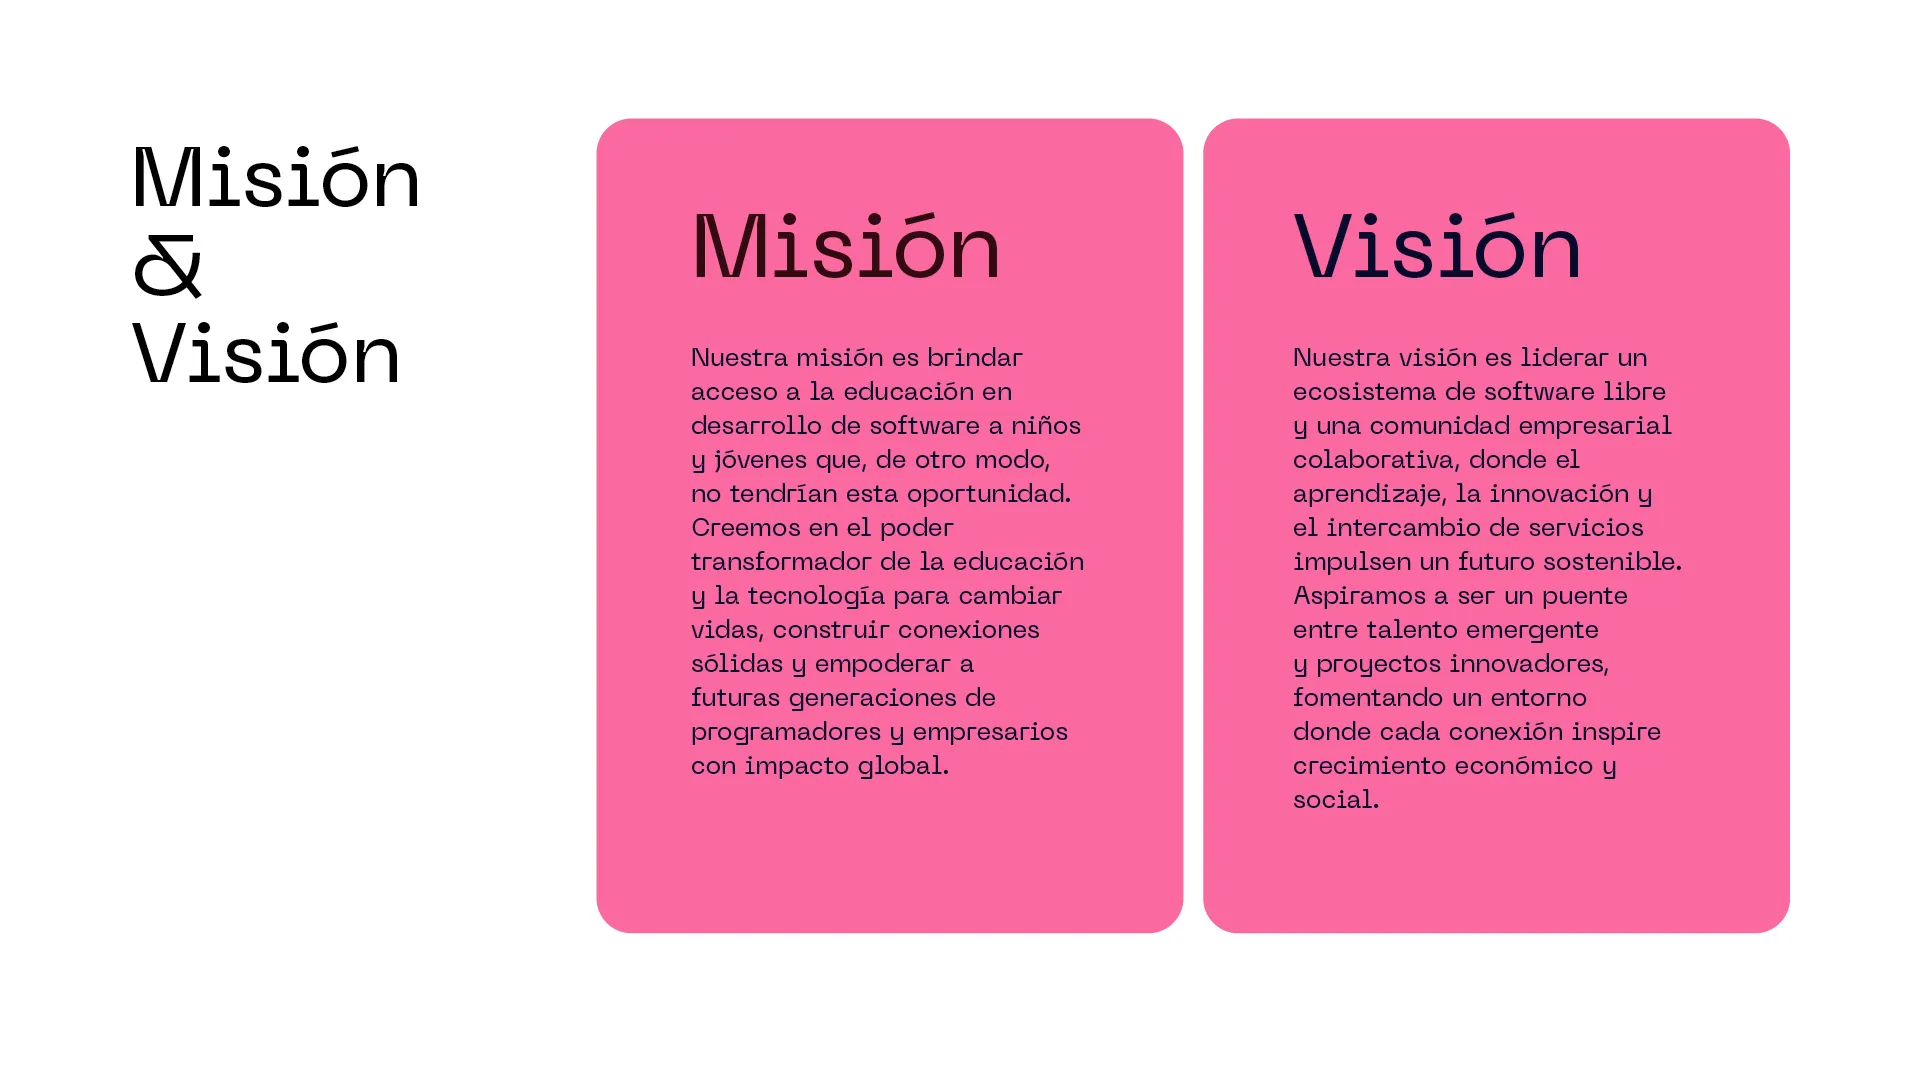 Misión
&
Visión
Misión
Nuestra misión es brindar
acceso a la educación en
desarrollo de software a niños
y jóvenes que, de otro modo,
no tendrían esta oportunidad.
Creemos en el poder
transformador de la educación
y la tecnología para cambiar
vidas, construir conexiones
sólidas y empoderar a
futuras generaciones de
programadores y empresarios
con impacto global.
Visión
Nuestra visión es liderar un
ecosistema de software libre
y una comunidad empresarial
colaborativa, donde el
aprendizaje, la innovación y
el intercambio de servicios
impulsen un futuro sostenible.
Aspiramos a ser un puente
entre talento emergente
y proyectos innovadores,
fomentando un entorno
donde cada conexión inspire
crecimiento económico y
social.